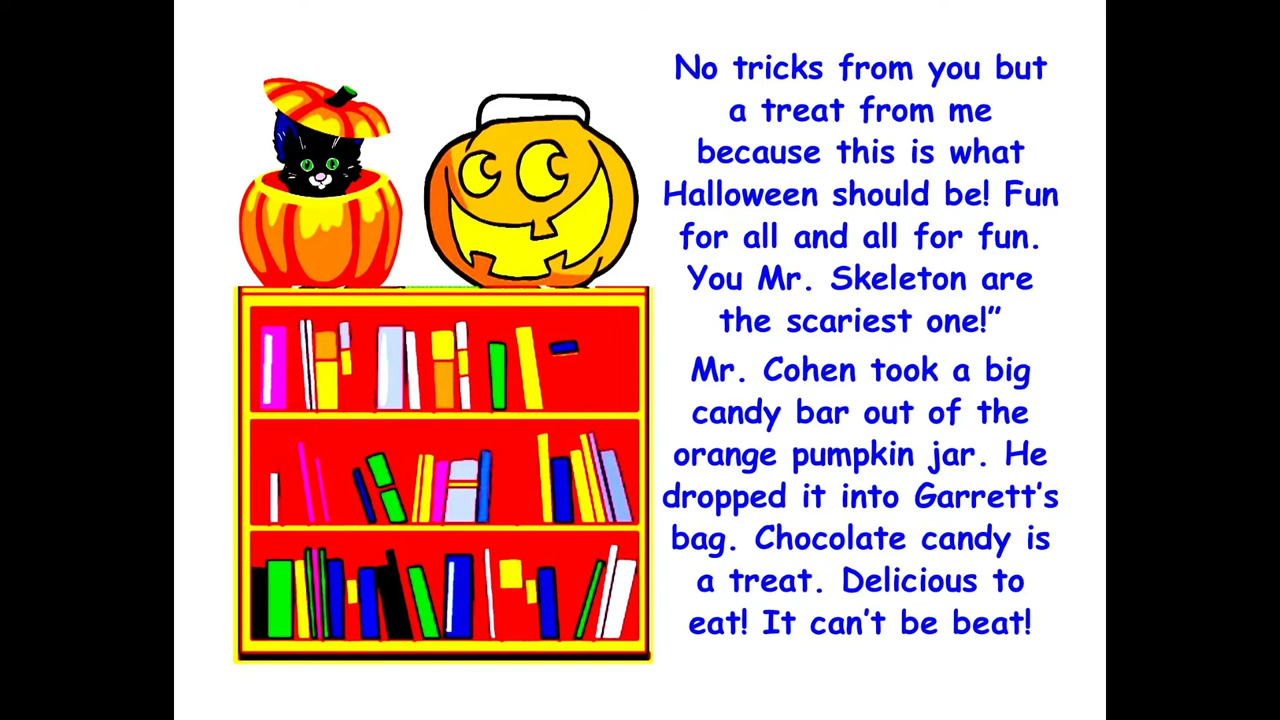 No tricks from you but
a treat from me
because this is what
Halloween should be! Fun
for all and all for fun.
You Mr. Skeleton are
the scariest one!”
Mr. Cohen took a big
candy bar out of the
orange pumpkin jar. He
dropped it into Garrett’s
bag. Chocolate candy is
a treat. Delicious to
eat! It can’t be beat!